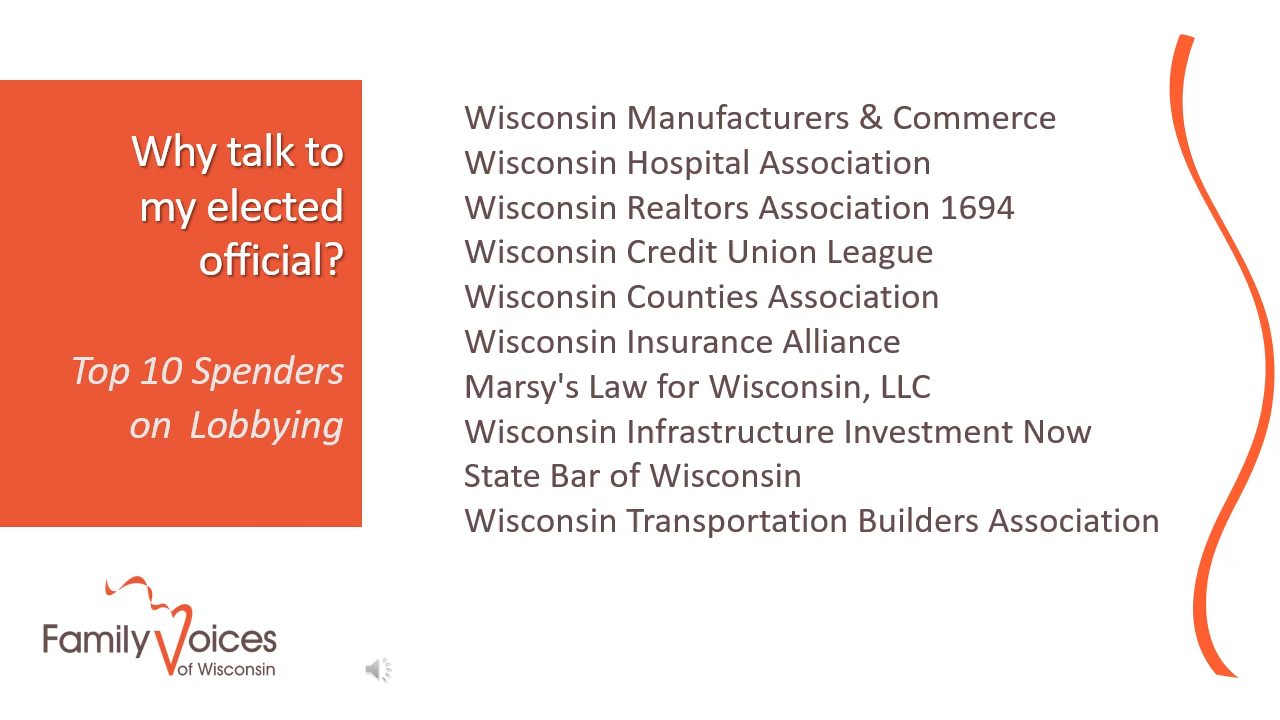 Why talk to
my elected
official?
Top 10 Spenders
on Lobbying
Wisconsin Manufacturers & Commerce
Wisconsin Hospital Association
Wisconsin Realtors Association 1694
Wisconsin Credit Union League
Wisconsin Counties Association
Wisconsin Insurance Alliance
Marsy's Law for Wisconsin, LLC
Wisconsin Infrastructure Investment Now
State Bar of Wisconsin
Wisconsin Transportation Builders Association
Family Voices
of Wisconsin